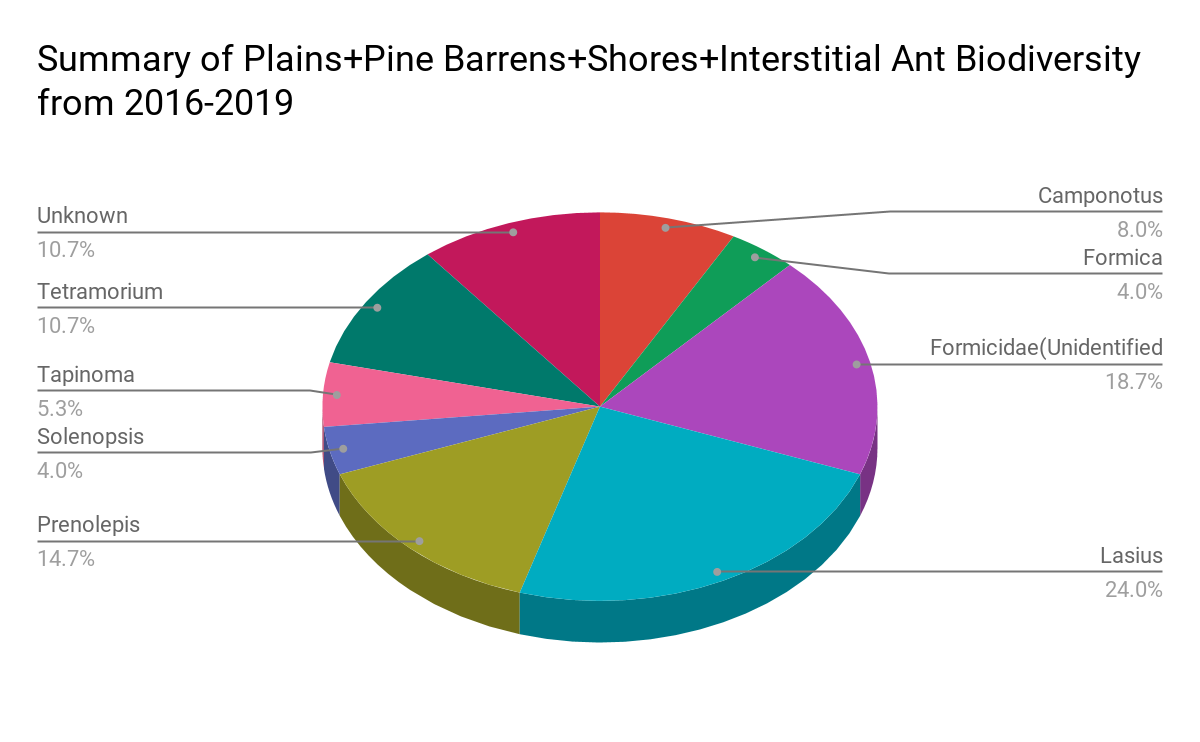 Summary of Plains+Pine Barrens+Shores+Interstitial Ant Biodiversity
from 2016-2019
Camponotus
8.0%
Formica
4.0%
Formicidae(Unidentified
18.7%
Lasius
24.0%
Prenolepis
14.7%
Solenopsis
4.0%
Tapinoma
5.3%
Tetramorium
10.7%
Unknown
10.7%